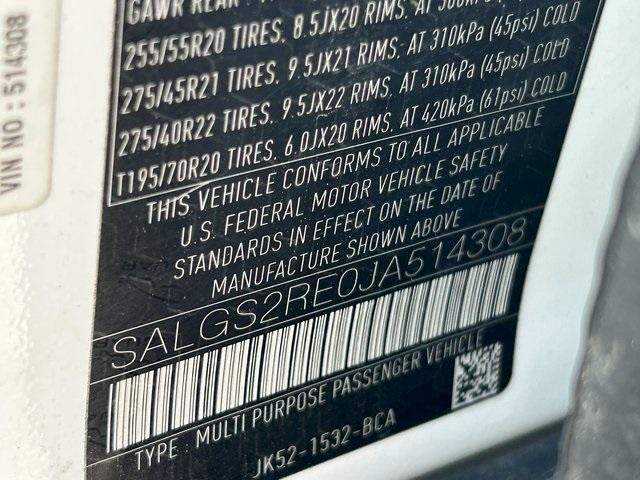 GAWR REAR
255/55R20 TIRES. 8.5JX20 RIMS. AT
275/45R21 TIRES. 9.5JX21 RIMS. AT 310kPa (45psi) COLD
275/40R22 TIRES. 9.5JX22 RIMS. AT 310kPa (45psi) COLD
T195/70R20 TIRES. 6.0JX20 RIMS. AT 420kPa (61psi) COLD
THIS VEHICLE CONFORMS TO ALL APPLICABLE
U.S. FEDERAL MOTOR VEHICLE SAFETY
STANDARDS IN EFFECT ON THE DATE OF
MANUFACTURE SHOWN ABOVE
SALGS2RE0JA514308
TYPE : MULTI PURPOSE PASSENGER VEHICLE
JK52-1532-BCA
VIN NO : 514308